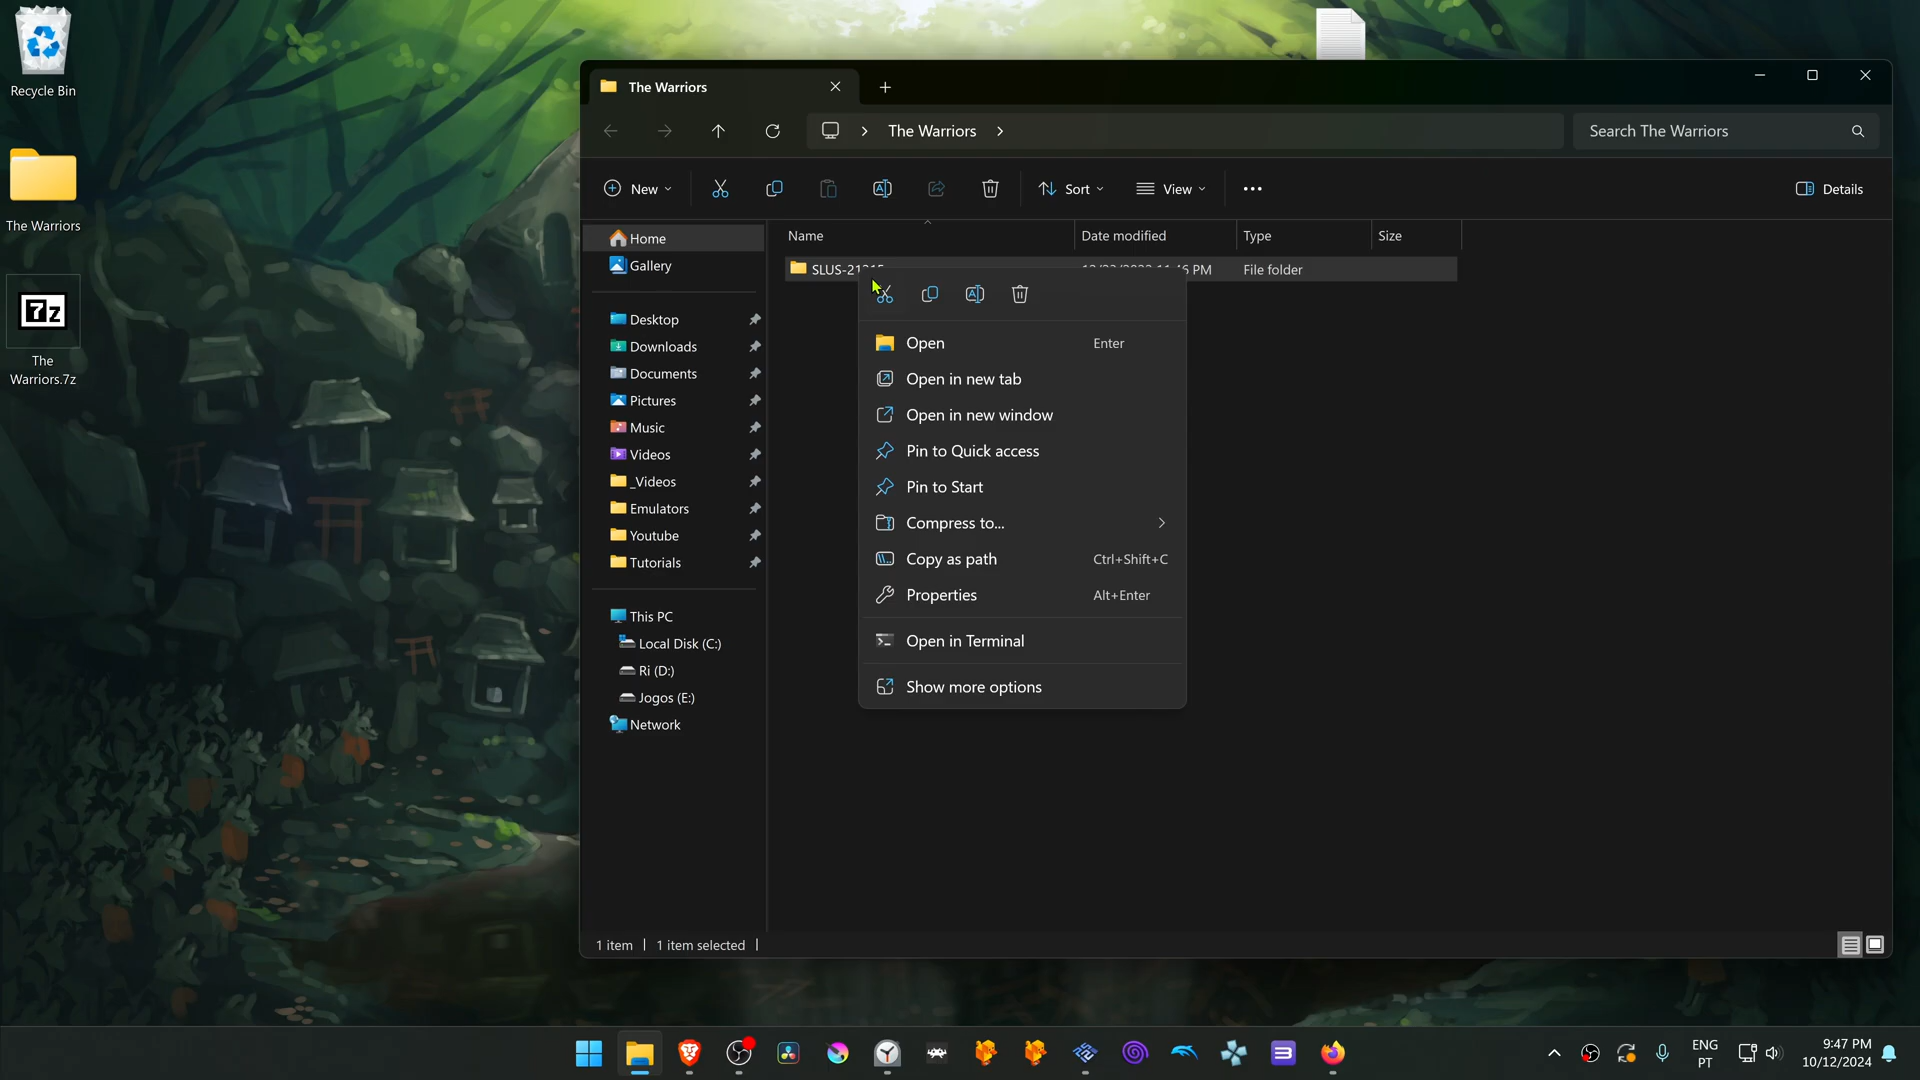 Recycle Bin
The Warriors
The
Warriors.7z
7z
The Warriors
The Warriors
Search The Warriors
New
Sort
View
Details
Name
Date modified
Type
Size
File folder
Home
Gallery
Desktop
Downloads
Documents
Pictures
Music
Videos
_Videos
Emulators
Youtube
Tutorials
This PC
Local Disk (C:)
Ri (D:)
Jogos (E:)
Network
Open Enter
Open in new tab
Open in new window
Pin to Quick access
Pin to Start
Compress to...
Copy as path Ctrl+Shift+C
Properties Alt+Enter
Open in Terminal
Show more options
1 item
1 item selected
ENG
PT
9:47 PM
10/12/2024